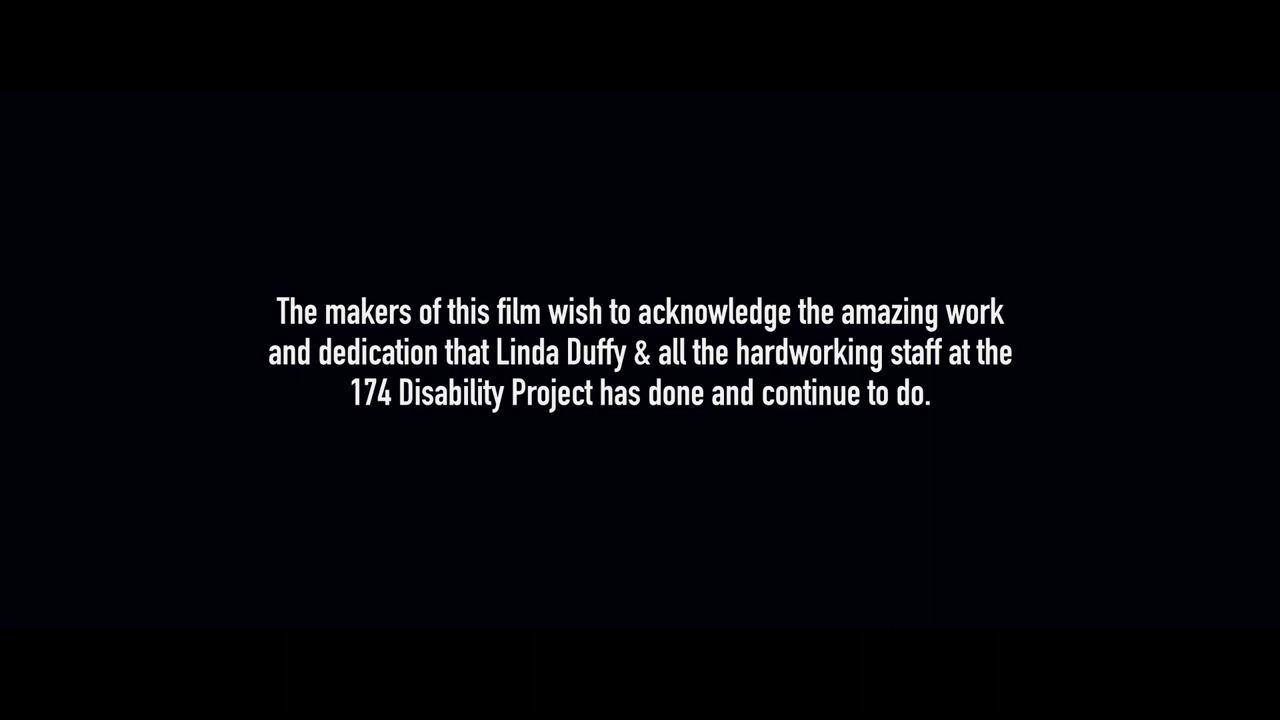 The makers of this film wish to acknowledge the amazing work
and dedication that Linda Duffy & all the hardworking staff at the
174 Disability Project has done and continue to do.